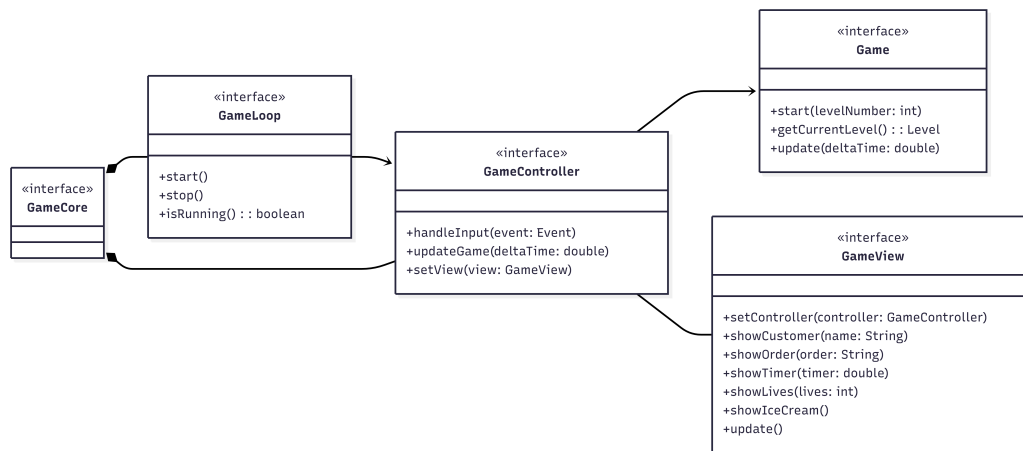 «interface»
GameCore
«interface»
GameLoop
+start()
+stop()
+isRunning() : : boolean
«interface»
GameController
+handleInput(event: Event)
+updateGame(deltaTime: double)
+setView(view: GameView)
«interface»
Game
+start(levelNumber: int)
+getCurrentLevel() : : Level
+update(deltaTime: double)
«interface»
GameView
+setController(controller: GameController)
+showCustomer(name: String)
+showOrder(order: String)
+showTimer(timer: double)
+showLives(lives: int)
+showIceCream()
+update()